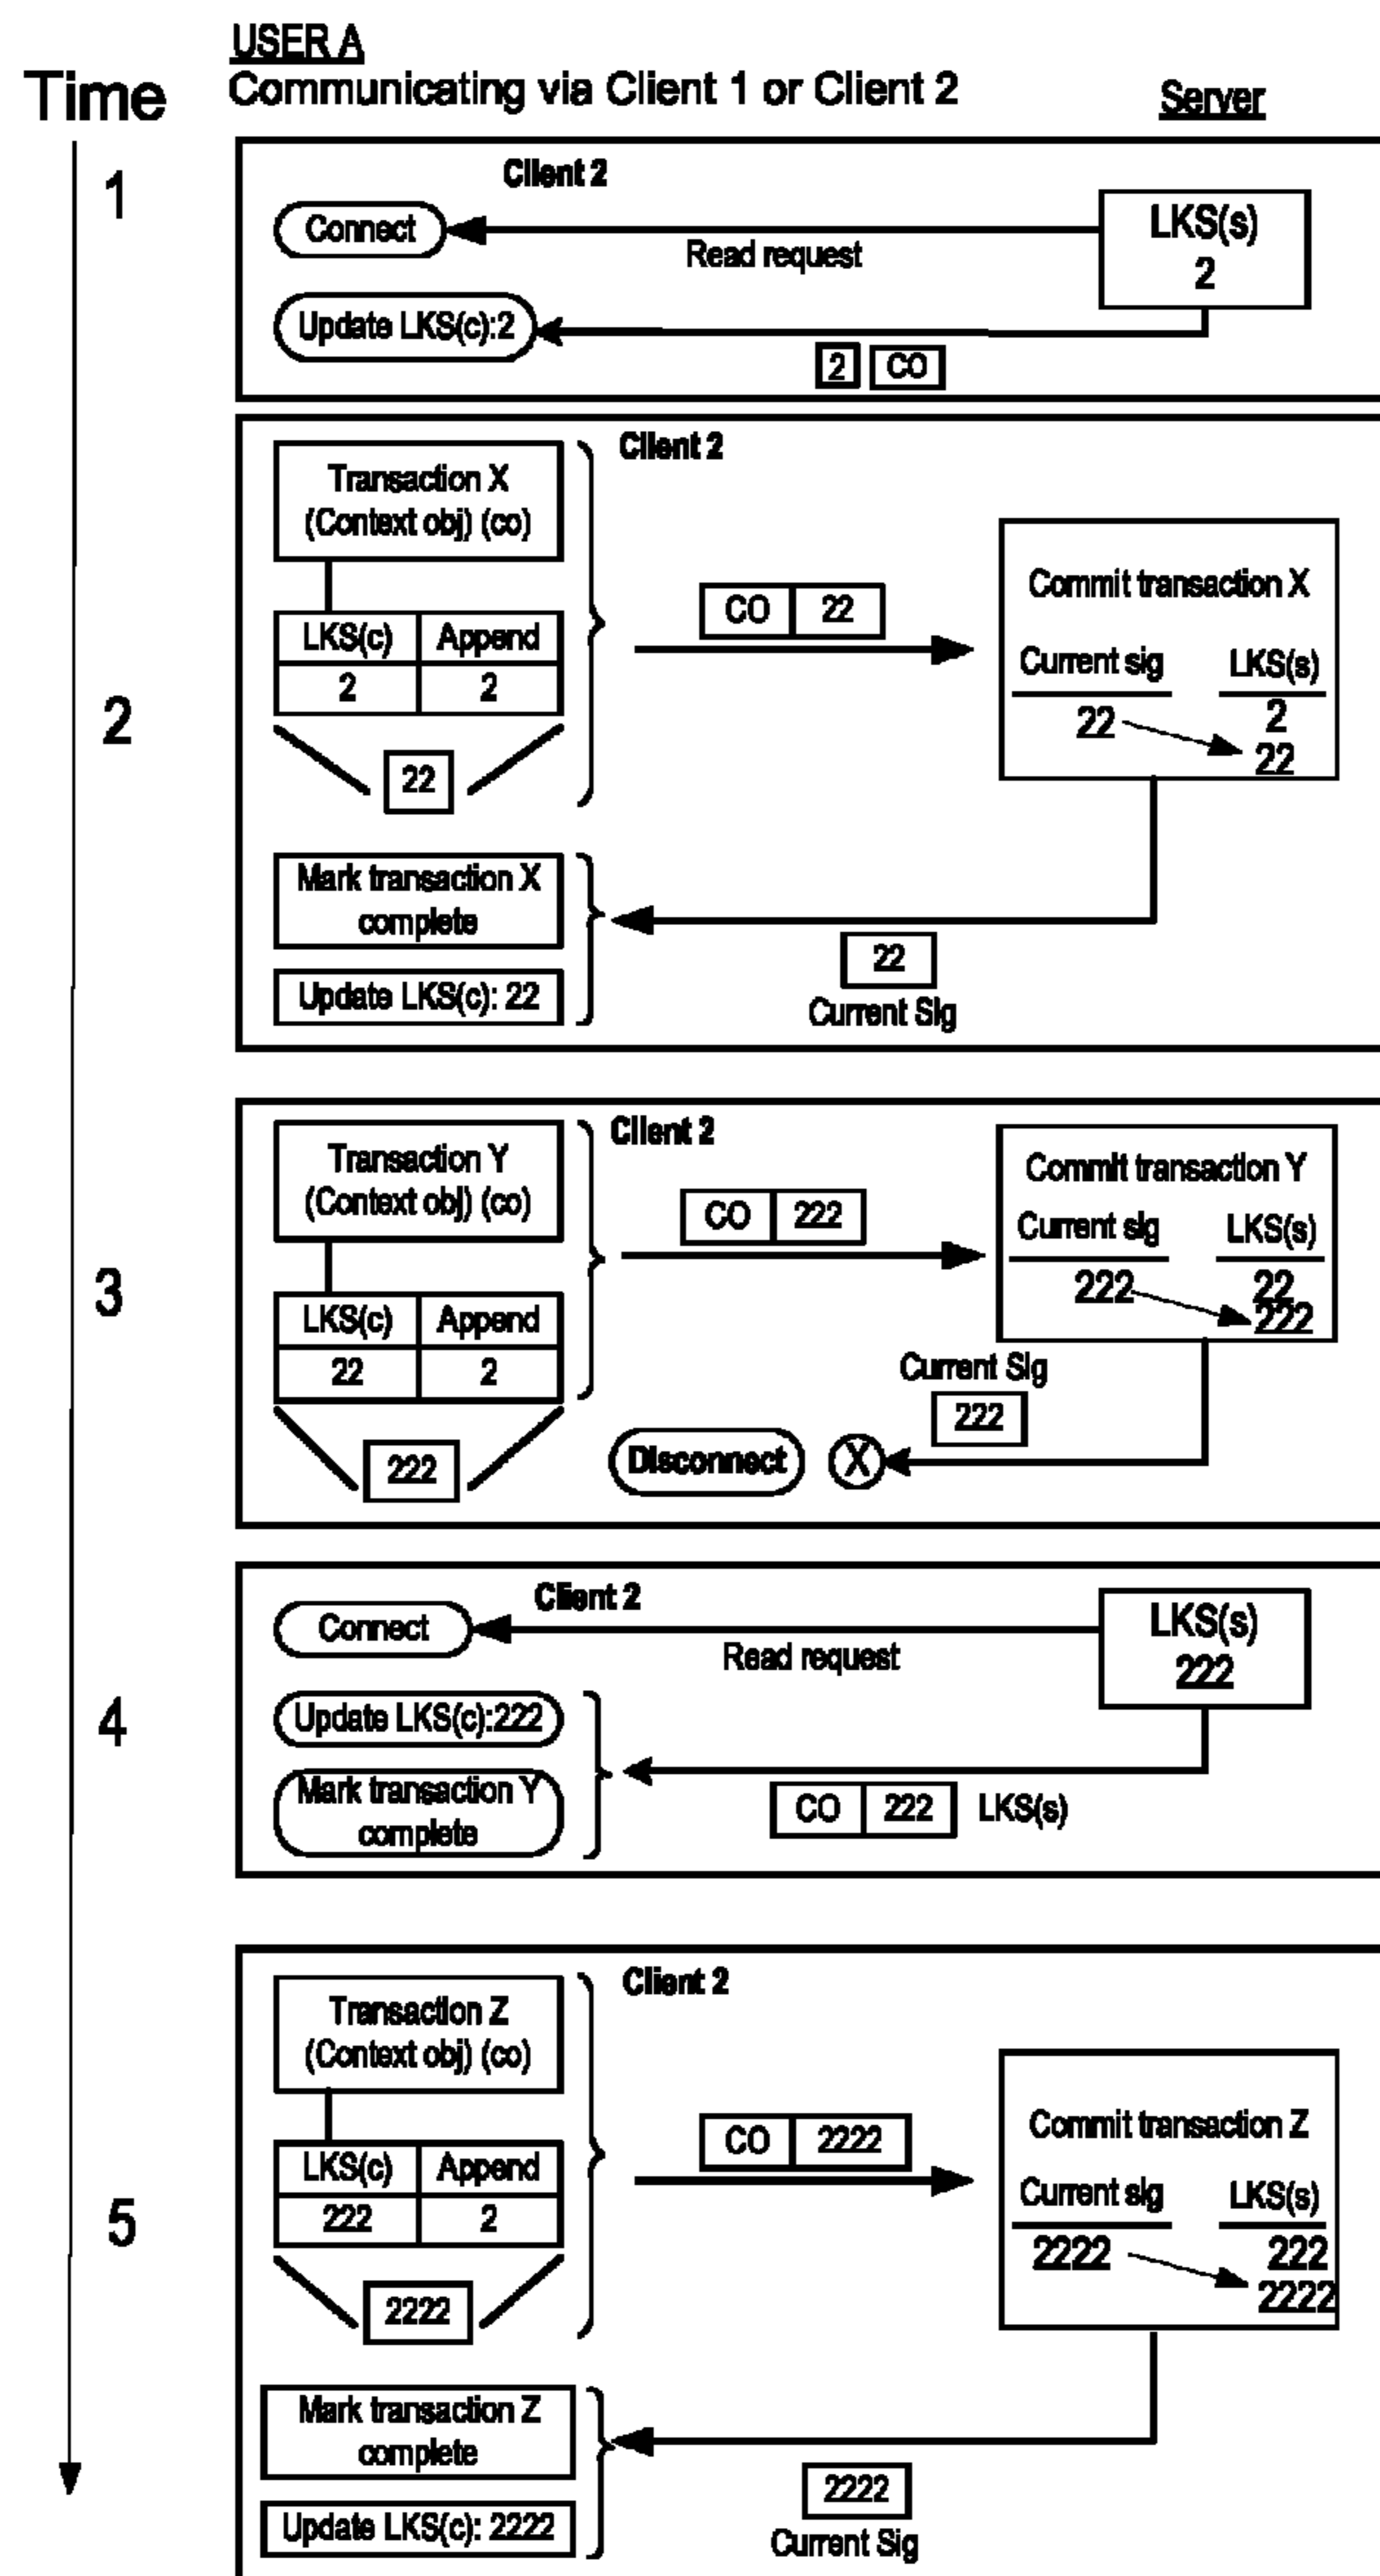 USER A
Time
Communicating via Client 1 or Client 2
Server
1
Client 2
Connect
Read request
LKS(s)
2
Update LKS(c):2
2 CO
2
Client 2
Transaction X
(Context obj) (co)
LKS(c) Append
2 2
22
CO 22
Commit transaction X
Current sig LKS(s)
22 2
22
Mark transaction X
complete
Update LKS(c): 22
22
Current Sig
3
Client 2
Transaction Y
(Context obj) (co)
LKS(c) Append
22 2
222
CO 222
Commit transaction Y
Current sig LKS(s)
222 22
222
Current Sig
222
Disconnect X
4
Client 2
Connect
Read request
LKS(s)
222
Update LKS(c):222
Mark transaction Y
complete
CO 222 LKS(s)
5
Client 2
Transaction Z
(Context obj) (co)
LKS(c) Append
222 2
2222
CO 2222
Commit transaction Z
Current sig LKS(s)
2222 222
2222
Mark transaction Z
complete
Update LKS(c): 2222
2222
Current Sig